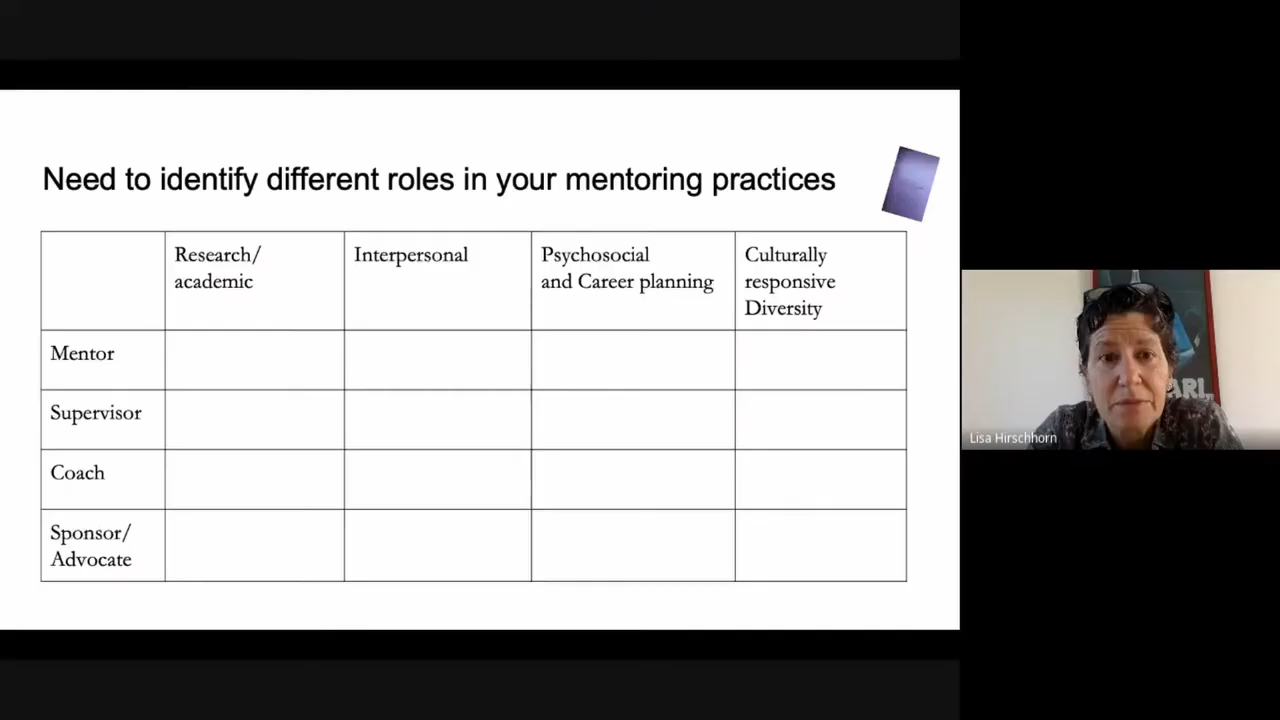 Need to identify different roles in your mentoring practices
Research/
academic
Interpersonal
Psychosocial
and Career planning
Culturally
responsive
Diversity
Mentor
Supervisor
Coach
Sponsor/
Advocate
ARI
Lisa Hirschhorn